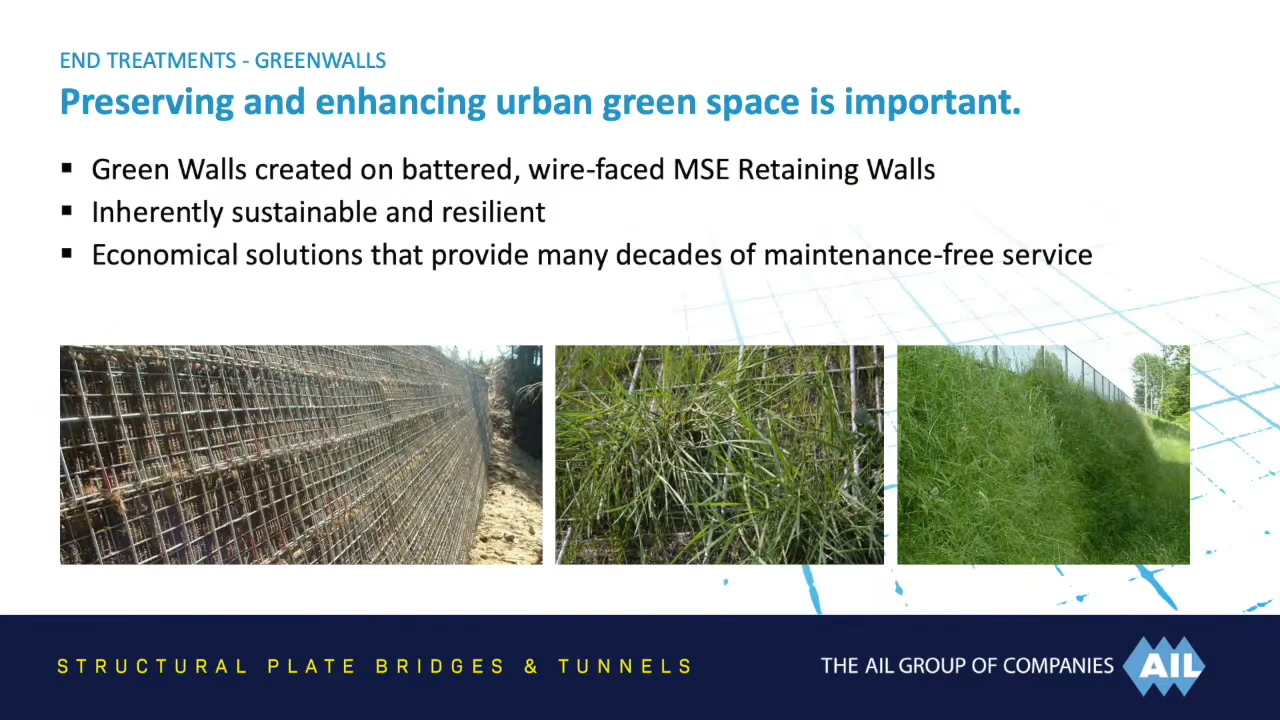 END TREATMENTS - GREENWALLS
Preserving and enhancing urban green space is important.
▪ Green Walls created on battered, wire-faced MSE Retaining Walls
▪ Inherently sustainable and resilient
▪ Economical solutions that provide many decades of maintenance-free service
STRUCTURAL PLATE BRIDGES & TUNNELS
THE AIL GROUP OF COMPANIES AIL